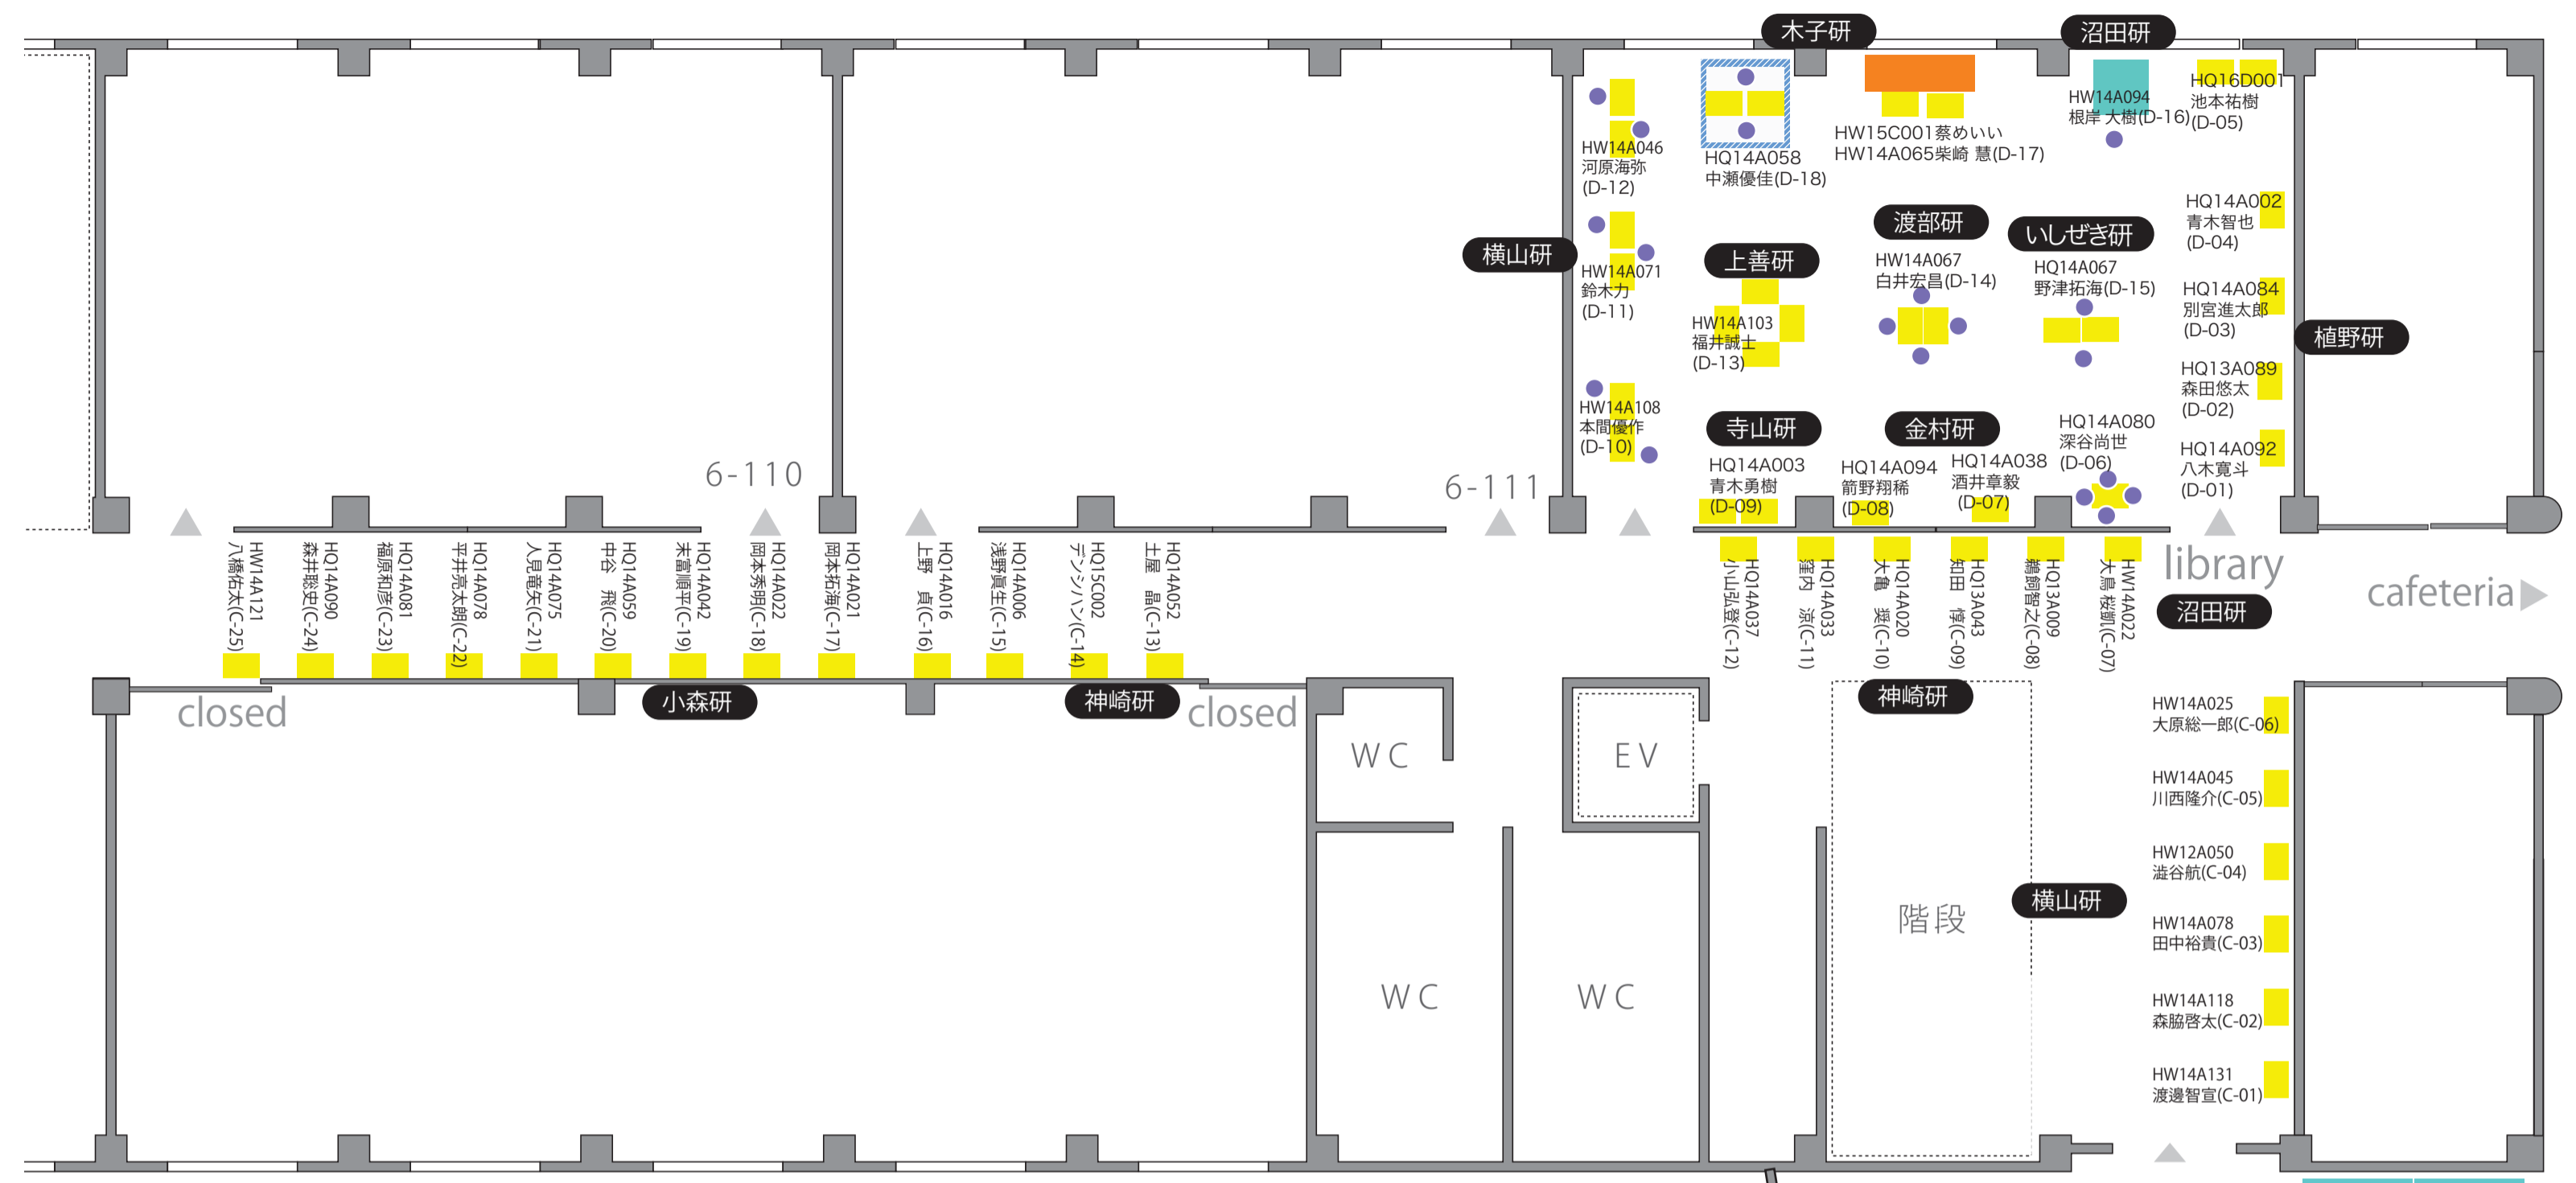 木子研
沼田研
HW14A046
河原海弥
(D-12)
HQ14A058
中瀬優佳(D-18)
HW15C001蔡めいい
HW14A065柴崎 慧(D-17)
HW14A094
根岸 大樹(D-16)
HQ16D001
池本祐樹
(D-05)
横山研
HW14A071
鈴木力
(D-11)
上善研
HW14A103
福井誠士
(D-13)
渡部研
HW14A067
白井宏昌(D-14)
いしぜき研
HQ14A067
野津拓海(D-15)
HQ14A002
青木智也
(D-04)
HQ14A084
別宮進太郎
(D-03)
植野研
HQ13A089
森田悠太
(D-02)
HQ14A092
八木寛斗
(D-01)
HW14A108
本間優作
(D-10)
寺山研
HQ14A003
青木勇樹
(D-09)
金村研
HQ14A094
箭野翔稀
(D-08)
HQ14A038
酒井章毅
(D-07)
HQ14A080
深谷尚世
(D-06)
6-110
6-111
HW14A121
八橋佑太(C-25)
HQ14A090
森井聡史(C-24)
HQ14A081
福原和彦(C-23)
HQ14A078
平井亮太朗(C-22)
HQ14A075
人見竜矢(C-21)
HQ14A059
中谷 飛(C-20)
HQ14A042
末富順平(C-19)
HQ14A022
岡本秀明(C-18)
HQ14A021
岡本拓海(C-17)
HQ14A016
上野 貞(C-16)
HQ14A006
浅野眞生(C-15)
HQ15C002
デンシハン(C-14)
HQ14A052
土屋 晶(C-13)
HQ14A037
小山弘登(C-12)
HQ14A033
窪内 涼(C-11)
HQ14A020
大亀 奨(C-10)
HQ13A043
知田 惇(C-09)
HQ13A009
鵜飼智之(C-08)
HW14A022
大鳥 桜凱(C-07)
library
沼田研
cafeteria
closed
小森研
神崎研
closed
神崎研
WC
EV
WC
WC
階段
横山研
HW14A025
大原総一郎(C-06)
HW14A045
川西隆介(C-05)
HW12A050
澁谷航(C-04)
HW14A078
田中裕貴(C-03)
HW14A118
森脇啓太(C-02)
HW14A131
渡邊智宣(C-01)